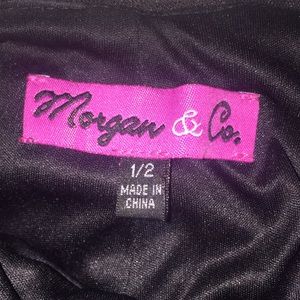 Morgan & Co.
1/2
MADE IN
CHINA